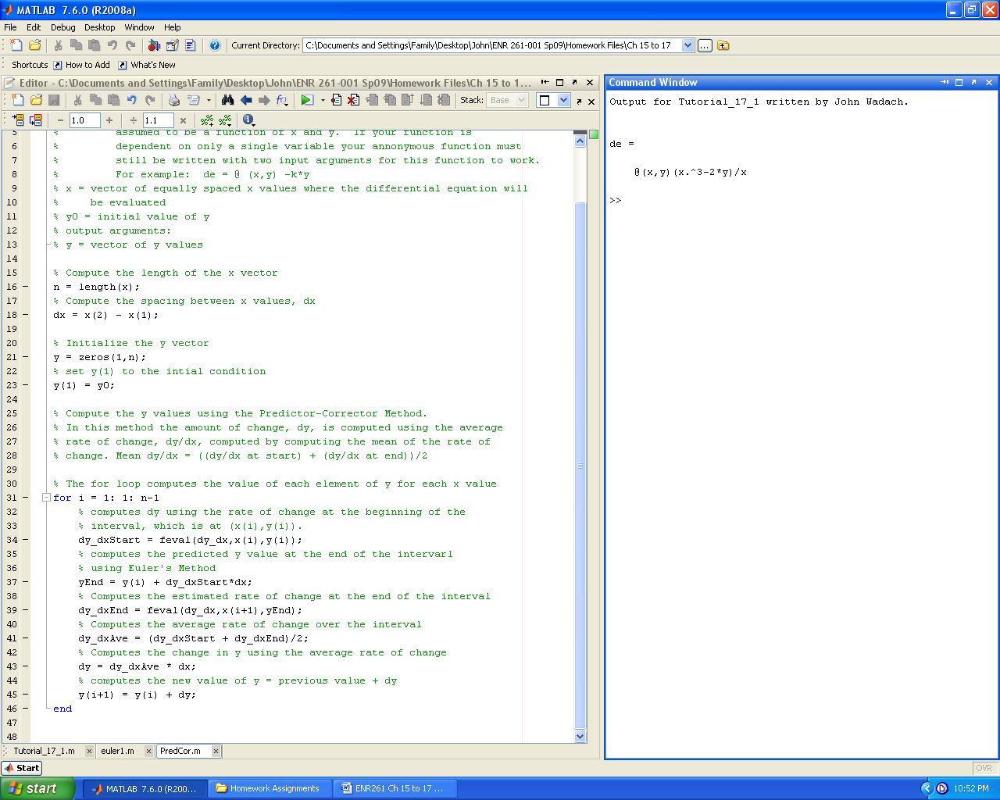 MATLAB 7.6.0 (R2008a)
File Edit Debug Desktop Window Help
Current Directory: C:\Documents and Settings\Family\Desktop\John\ENR 261-001 Sp09\Homework Files\Ch 15 to 17
Shortcuts How to Add What's New
Editor - C:\Documents and Settings\Family\Desktop\John\ENR 261-001 Sp09\Homework Files\Ch 15 to 1...
Stack: Base
− 1.0 + ÷ 1.1 ×
5 % assumed to be a function of x and y. If your function is
6 % dependent on only a single variable your annonymous function must
7 % still be written with two input arguments for this function to work.
8 % For example: de = @ (x,y) -k*y
9 % x = vector of equally spaced x values where the differential equation will
10 % be evaluated
11 % y0 = initial value of y
12 % output arguments:
13 % y = vector of y values
14
15 % Compute the length of the x vector
16 n = length(x);
17 % Compute the spacing between x values, dx
18 dx = x(2) - x(1);
19
20 % Initialize the y vector
21 y = zeros(1,n);
22 % set y(1) to the intial condition
23 y(1) = y0;
24
25 % Compute the y values using the Predictor-Corrector Method.
26 % In this method the amount of change, dy, is computed using the average
27 % rate of change, dy/dx, computed by computing the mean of the rate of
28 % change. Mean dy/dx = ((dy/dx at start) + (dy/dx at end))/2
29
30 % The for loop computes the value of each element of y for each x value
31 for i = 1: 1: n-1
32 % computes dy using the rate of change at the beginning of the
33 % interval, which is at (x(i),y(i)).
34 dy_dxStart = feval(dy_dx,x(i),y(i));
35 % computes the predicted y value at the end of the intervarl
36 % using Euler's Method
37 yEnd = y(i) + dy_dxStart*dx;
38 % Computes the estimated rate of change at the end of the interval
39 dy_dxEnd = feval(dy_dx,x(i+1),yEnd);
40 % Computes the average rate of change over the interval
41 dy_dxAve = (dy_dxStart + dy_dxEnd)/2;
42 % Computes the change in y using the average rate of change
43 dy = dy_dxAve * dx;
44 % computes the new value of y = previous value + dy
45 y(i+1) = y(i) + dy;
46 end
47
48
Tutorial_17_1.m euler1.m PredCor.m
Command Window
Output for Tutorial_17_1 written by John Wadach.
de =
@(x,y)(x.^3-2*y)/x
>>
Start OVR
start MATLAB 7.6.0 (R200... Homework Assignments ENR261 Ch 15 to 17 ... 10:52 PM